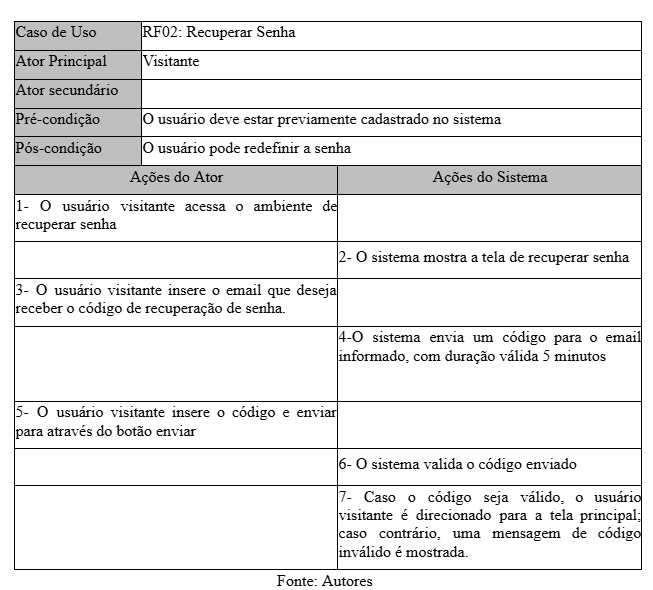 Caso de Uso RF02: Recuperar Senha
Ator Principal Visitante
Ator secundário
Pré-condição O usuário deve estar previamente cadastrado no sistema
Pós-condição O usuário pode redefinir a senha
Ações do Ator Ações do Sistema
1- O usuário visitante acessa o ambiente de
recuperar senha
2- O sistema mostra a tela de recuperar senha
3- O usuário visitante insere o email que deseja
receber o código de recuperação de senha.
4-O sistema envia um código para o email
informado, com duração válida 5 minutos
5- O usuário visitante insere o código e enviar
para através do botão enviar
6- O sistema valida o código enviado
7- Caso o código seja válido, o usuário
visitante é direcionado para a tela principal;
caso contrário, uma mensagem de código
inválido é mostrada.
Fonte: Autores